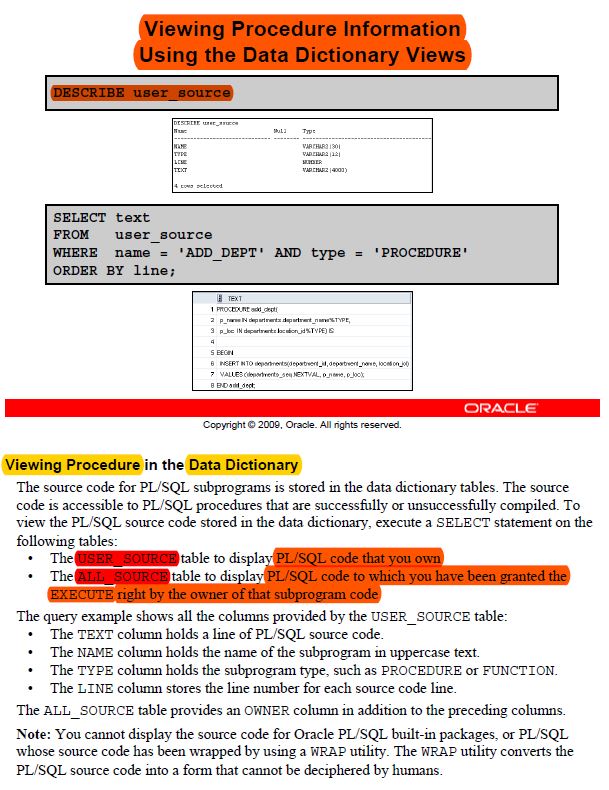 Viewing Procedure Information
Using the Data Dictionary Views
DESCRIBE user_source
DESCRIBE user_source
Name Null Type
NAME VARCHAR2(30)
TYPE VARCHAR2(12)
LINE NUMBER
TEXT VARCHAR2(4000)
4 rows selected
SELECT text
FROM user_source
WHERE name = 'ADD_DEPT' AND type = 'PROCEDURE'
ORDER BY line;
TEXT
1 PROCEDURE add_dept(
2 p_name IN departments.department_name%TYPE,
3 p_loc IN departments.location_id%TYPE) IS
4
5 BEGIN
6 INSERT INTO departments(department_id, department_name, location_id)
7 VALUES (departments_seq.NEXTVAL, p_name, p_loc);
8 END add_dept;
ORACLE
Copyright © 2009, Oracle. All rights reserved.
Viewing Procedure in the Data Dictionary
The source code for PL/SQL subprograms is stored in the data dictionary tables. The source
code is accessible to PL/SQL procedures that are successfully or unsuccessfully compiled. To
view the PL/SQL source code stored in the data dictionary, execute a SELECT statement on the
following tables:
• The USER_SOURCE table to display PL/SQL code that you own
• The ALL_SOURCE table to display PL/SQL code to which you have been granted the
EXECUTE right by the owner of that subprogram code
The query example shows all the columns provided by the USER_SOURCE table:
• The TEXT column holds a line of PL/SQL source code.
• The NAME column holds the name of the subprogram in uppercase text.
• The TYPE column holds the subprogram type, such as PROCEDURE or FUNCTION.
• The LINE column stores the line number for each source code line.
The ALL_SOURCE table provides an OWNER column in addition to the preceding columns.
Note: You cannot display the source code for Oracle PL/SQL built-in packages, or PL/SQL
whose source code has been wrapped by using a WRAP utility. The WRAP utility converts the
PL/SQL source code into a form that cannot be deciphered by humans.